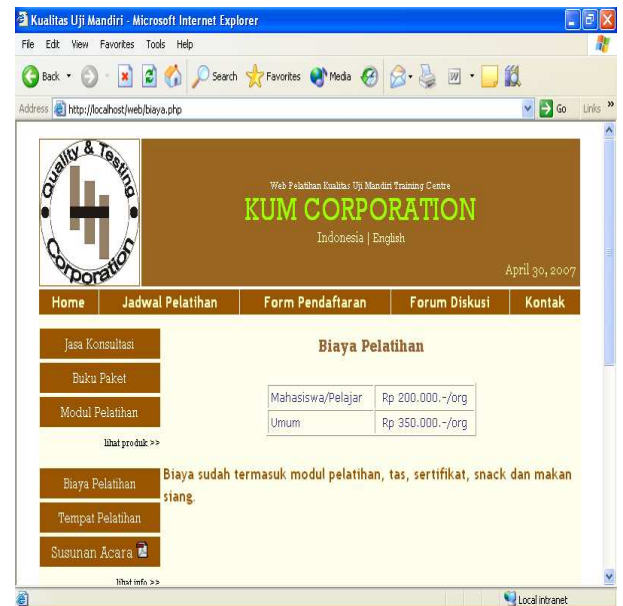 Kualitas Uji Mandiri - Microsoft Internet Explorer
File Edit View Favorites Tools Help
Back Search Favorites Media
Address http://localhost/web/biaya.php Go Links »
Quality & Testing Corporation
Web Pelatihan Kualitas Uji Mandiri Training Centre
KUM CORPORATION
Indonesia | English
April 30, 2007
Home Jadwal Pelatihan Form Pendaftaran Forum Diskusi Kontak
Jasa Konsultasi
Buku Paket
Modul Pelatihan
lihat produk >>
Biaya Pelatihan
Tempat Pelatihan
Susunan Acara
lihat info >>
Biaya Pelatihan
Mahasiswa/Pelajar Rp 200.000.-/org
Umum Rp 350.000.-/org
Biaya sudah termasuk modul pelatihan, tas, sertifikat, snack dan makan
siang.
Local intranet